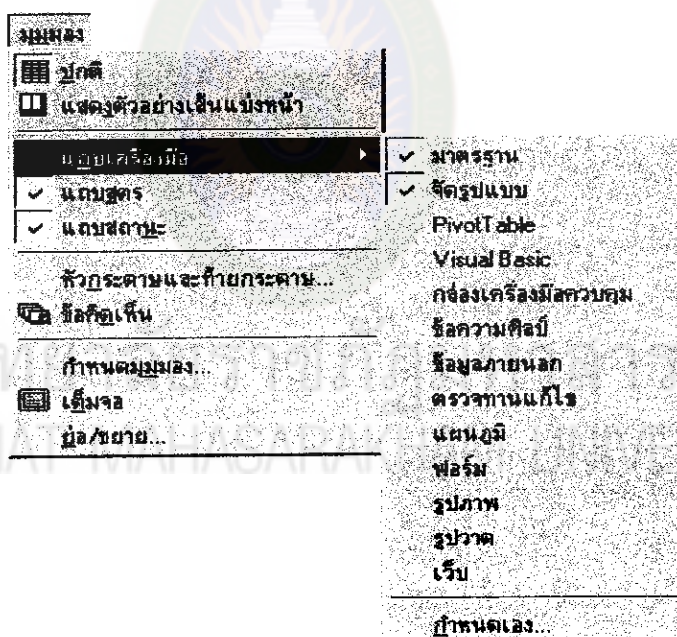 มุมมอง
ปกติ
แสดงตัวอย่างเส้นแบ่งหน้า
แถบเครื่องมือ
แถบสูตร
แถบสถานะ
หัวกระดาษและท้ายกระดาษ...
ข้อคิดเห็น
กำหนดมุมมอง...
เต็มจอ
ย่อ/ขยาย...
มาตรฐาน
จัดรูปแบบ
PivotTable
Visual Basic
กล่องเครื่องมือควบคุม
ข้อความศิลป์
ข้อมูลภายนอก
ตรวจทานแก้ไข
แผนภูมิ
ฟอร์ม
รูปภาพ
รูปวาด
เว็บ
กำหนดเอง...